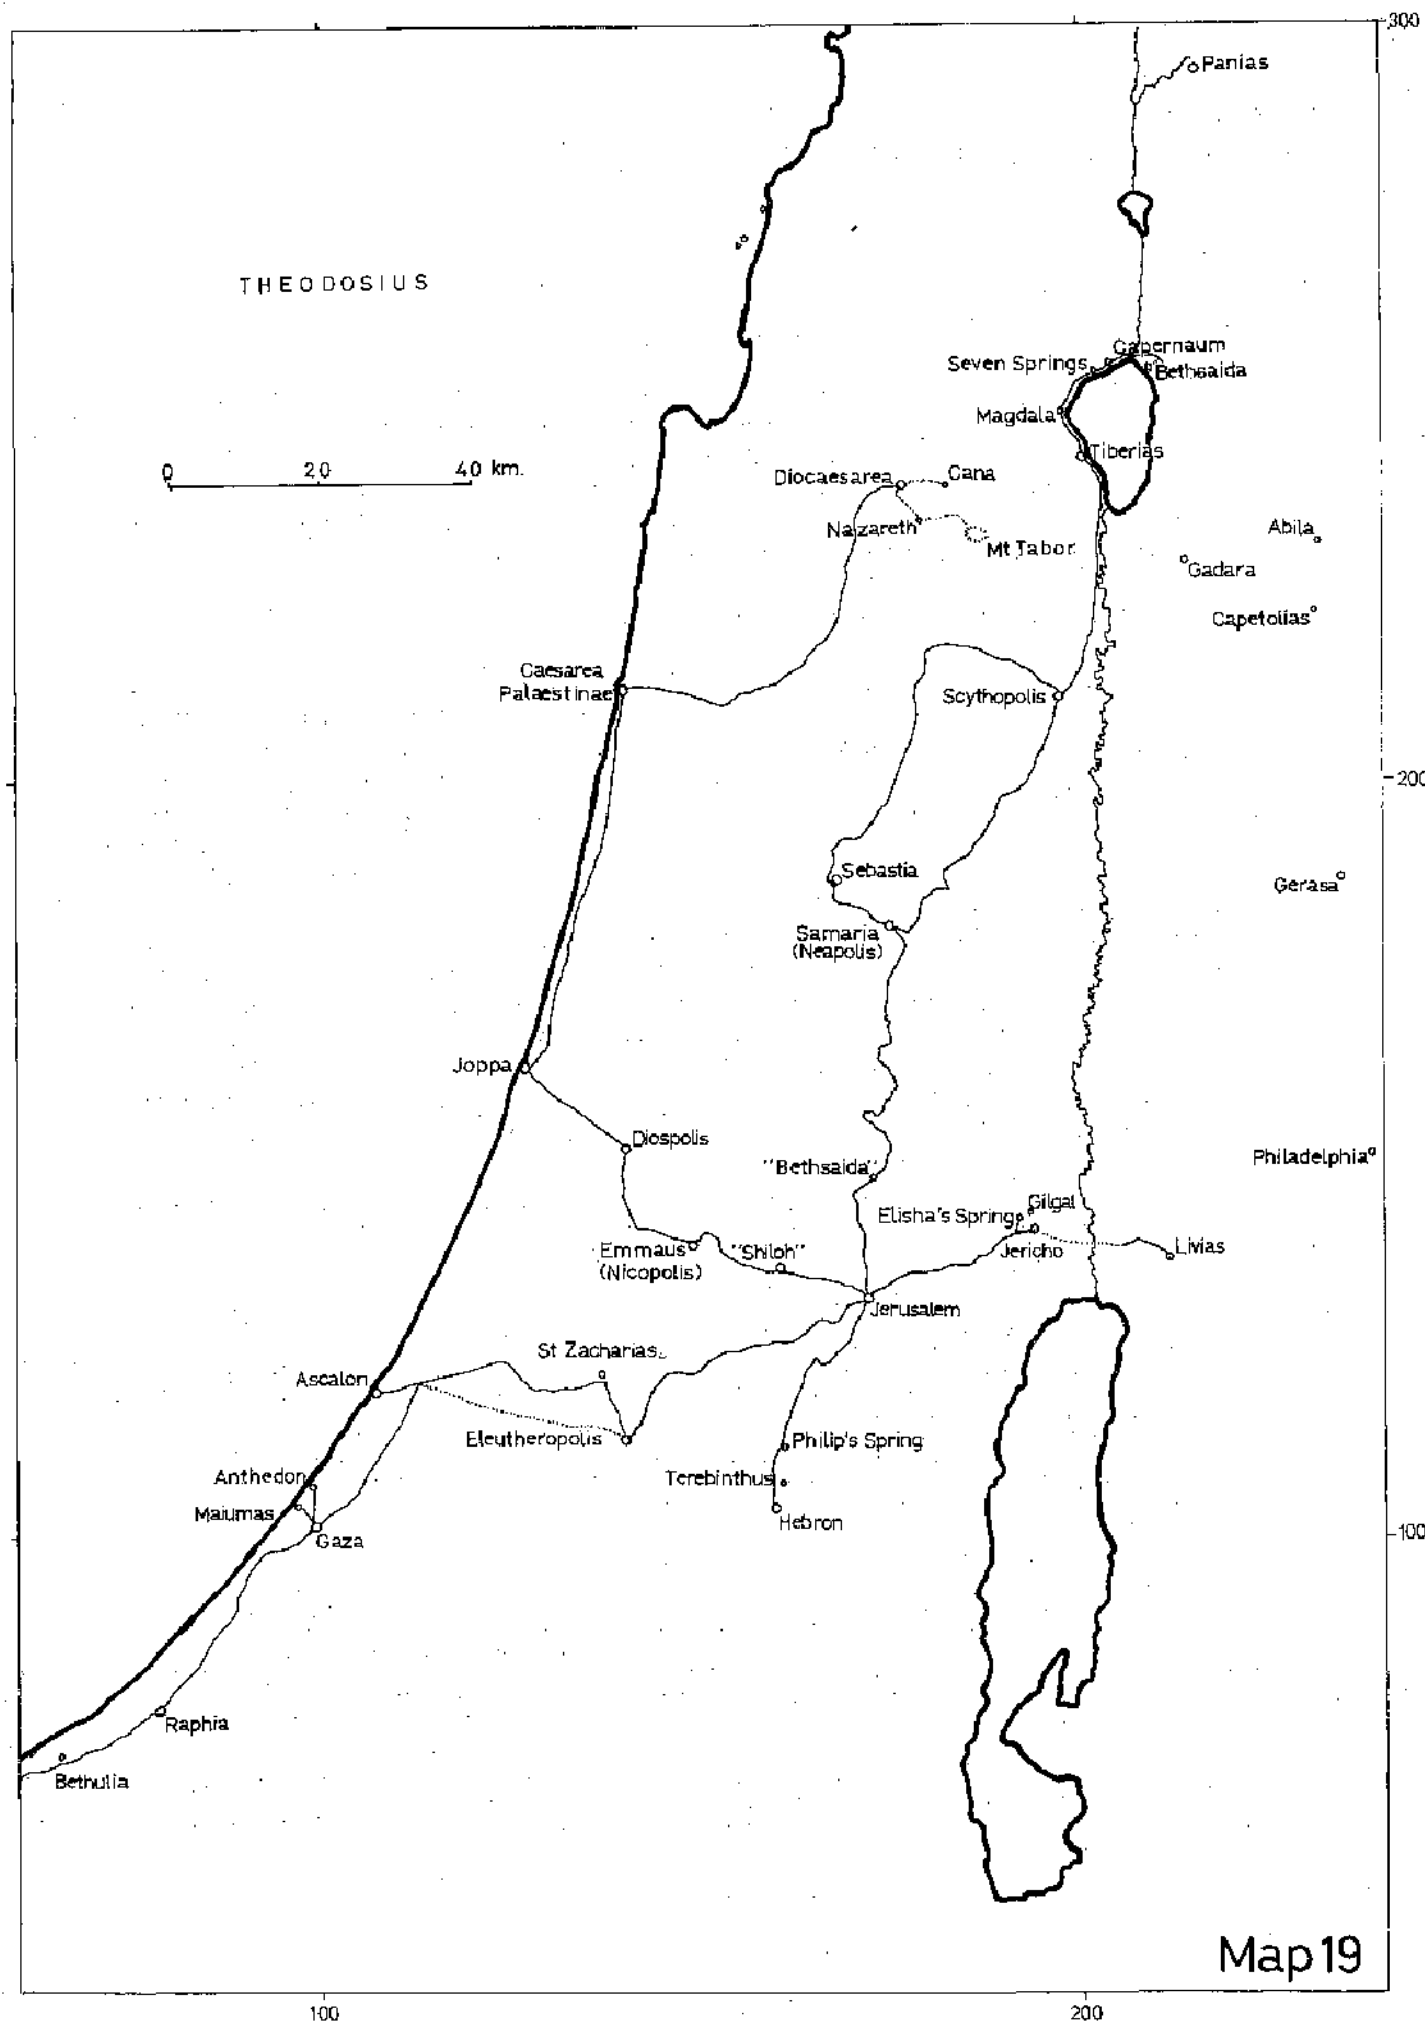 300
Panias
THEODOSIUS
Capernaum
Seven Springs
Bethsaida
Magdala
Tiberias
0 20 40 km.
Diocaesarea
Cana
Nazareth
Mt Tabor
Abila
Gadara
Capetolias
Caesarea
Palaestinae
Scythopolis
200
Sebastia
Gerasa
Samaria
(Neapolis)
Joppa
Diospolis
"Bethsaida"
Philadelphia
Elisha's Spring
Gilgal
Jericho
Livias
Emmaus
(Nicopolis)
"Shiloh"
Jerusalem
St Zacharias
Ascalon
Eleutheropolis
Philip's Spring
Terebinthus
Hebron
Anthedon
Maiumas
Gaza
100
Raphia
Bethulia
Map 19
100
200